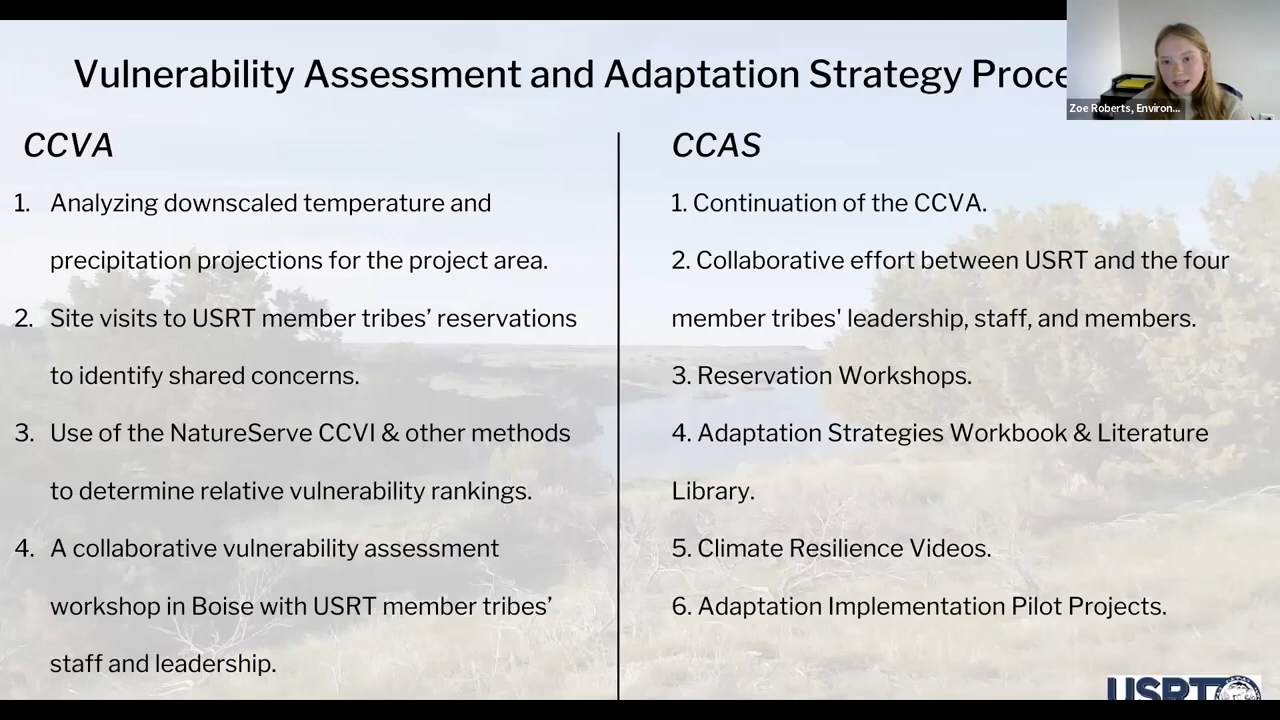 Vulnerability Assessment and Adaptation Strategy Proce
Zoe Roberts, Environ...
CCVA
1. Analyzing downscaled temperature and
precipitation projections for the project area.
2. Site visits to USRT member tribes’ reservations
to identify shared concerns.
3. Use of the NatureServe CCVI & other methods
to determine relative vulnerability rankings.
4. A collaborative vulnerability assessment
workshop in Boise with USRT member tribes’
staff and leadership.
CCAS
1. Continuation of the CCVA.
2. Collaborative effort between USRT and the four
member tribes' leadership, staff, and members.
3. Reservation Workshops.
4. Adaptation Strategies Workbook & Literature
Library.
5. Climate Resilience Videos.
6. Adaptation Implementation Pilot Projects.
USRT